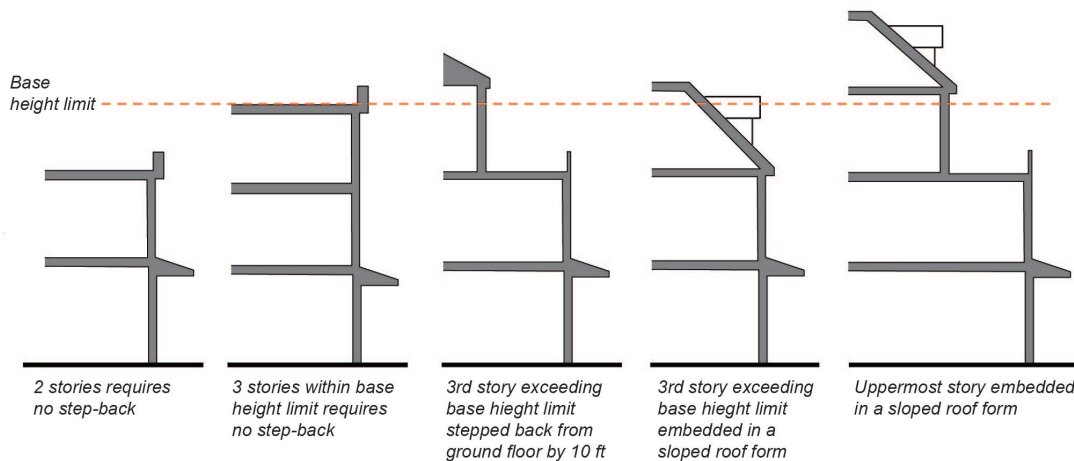 Base
height limit
2 stories requires
no step-back
3 stories within base
height limit requires
no step-back
3rd story exceeding
base hieght limit
stepped back from
ground floor by 10 ft
3rd story exceeding
base hieght limit
embedded in a
sloped roof form
Uppermost story embedded
in a sloped roof form